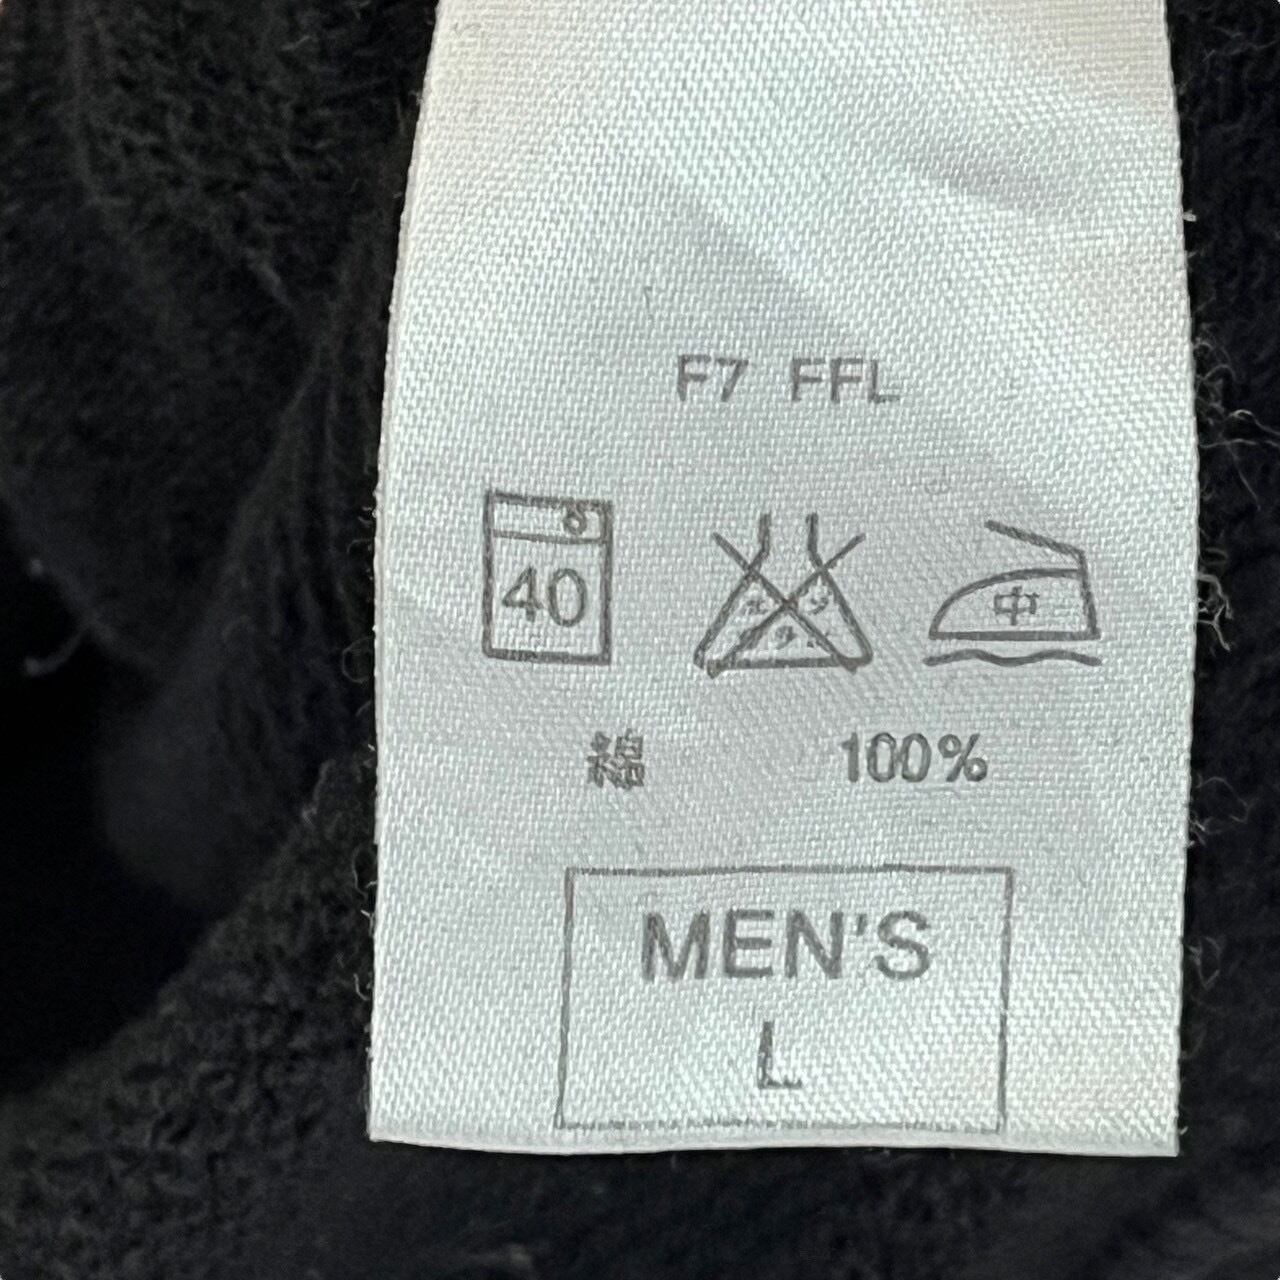 F7 FFL
40 中
綿 100%
MEN'S
L